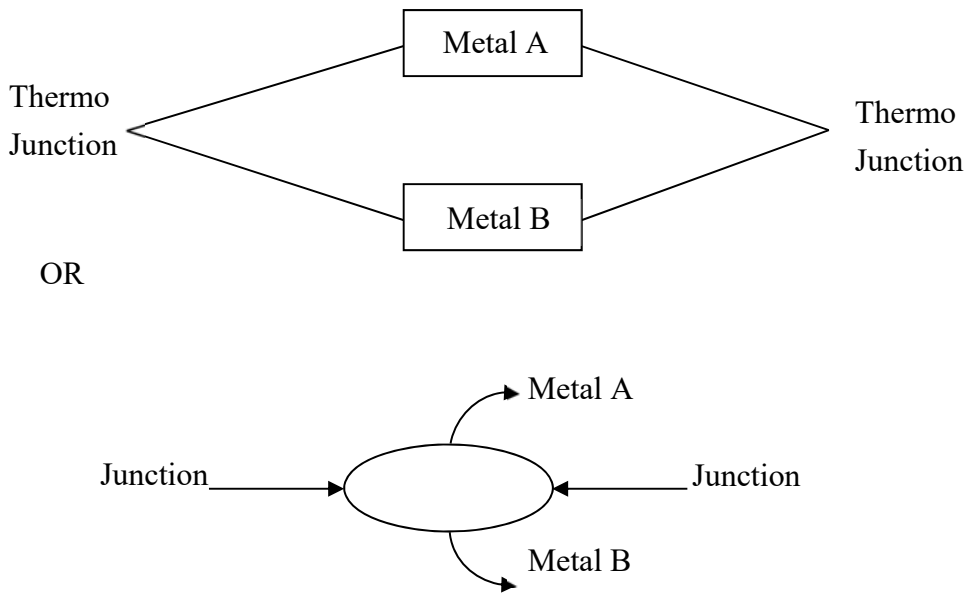 Metal A
Thermo
Junction
Thermo
Junction
Metal B
OR
Metal A
Junction
Junction
Metal B